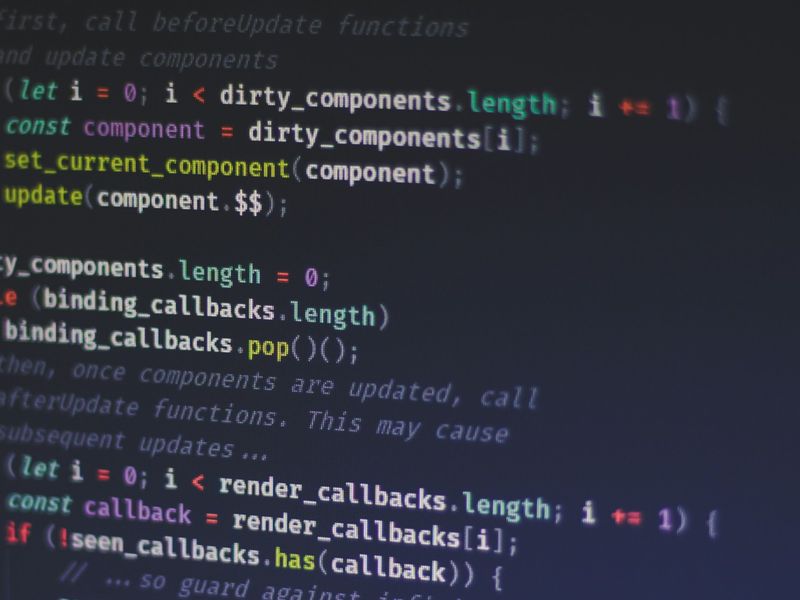 first, call beforeUpdate functions
and update components
(let i = 0; i < dirty_components.length; i += 1) {
const component = dirty_components[i];
set_current_component(component);
update(component.$$);
ty_components.length = 0;
le (binding_callbacks.length)
binding_callbacks.pop()();
then, once components are updated, call
afterUpdate functions. This may cause
subsequent updates...
(let i = 0; i < render_callbacks.length; i += 1) {
const callback = render_callbacks[i];
if (!seen_callbacks.has(callback)) {
// ...so guard against